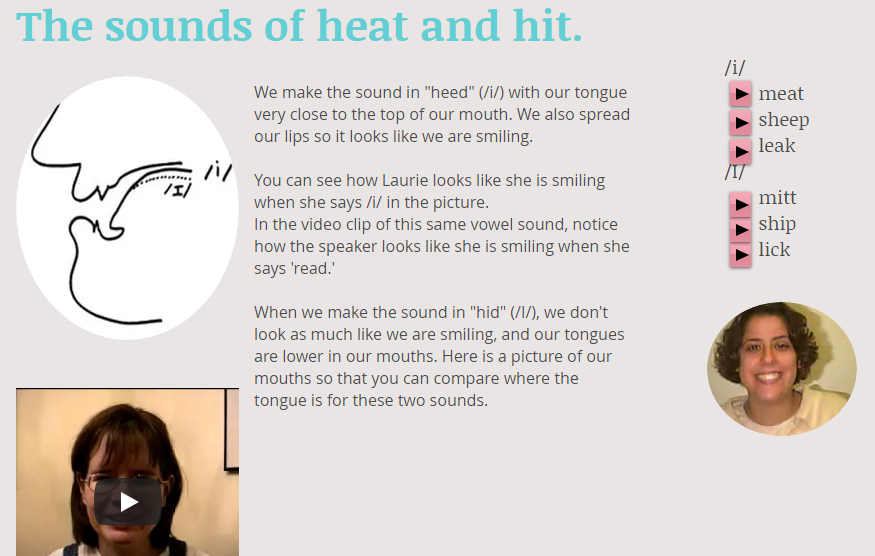 The sounds of heat and hit.
/i/
/I/
We make the sound in "heed" (/i/) with our tongue
very close to the top of our mouth. We also spread
our lips so it looks like we are smiling.
You can see how Laurie looks like she is smiling
when she says /i/ in the picture.
In the video clip of this same vowel sound, notice
how the speaker looks like she is smiling when she
says 'read.'
When we make the sound in "hid" (/I/), we don't
look as much like we are smiling, and our tongues
are lower in our mouths. Here is a picture of our
mouths so that you can compare where the
tongue is for these two sounds.
/i/
meat
sheep
leak
/I/
mitt
ship
lick